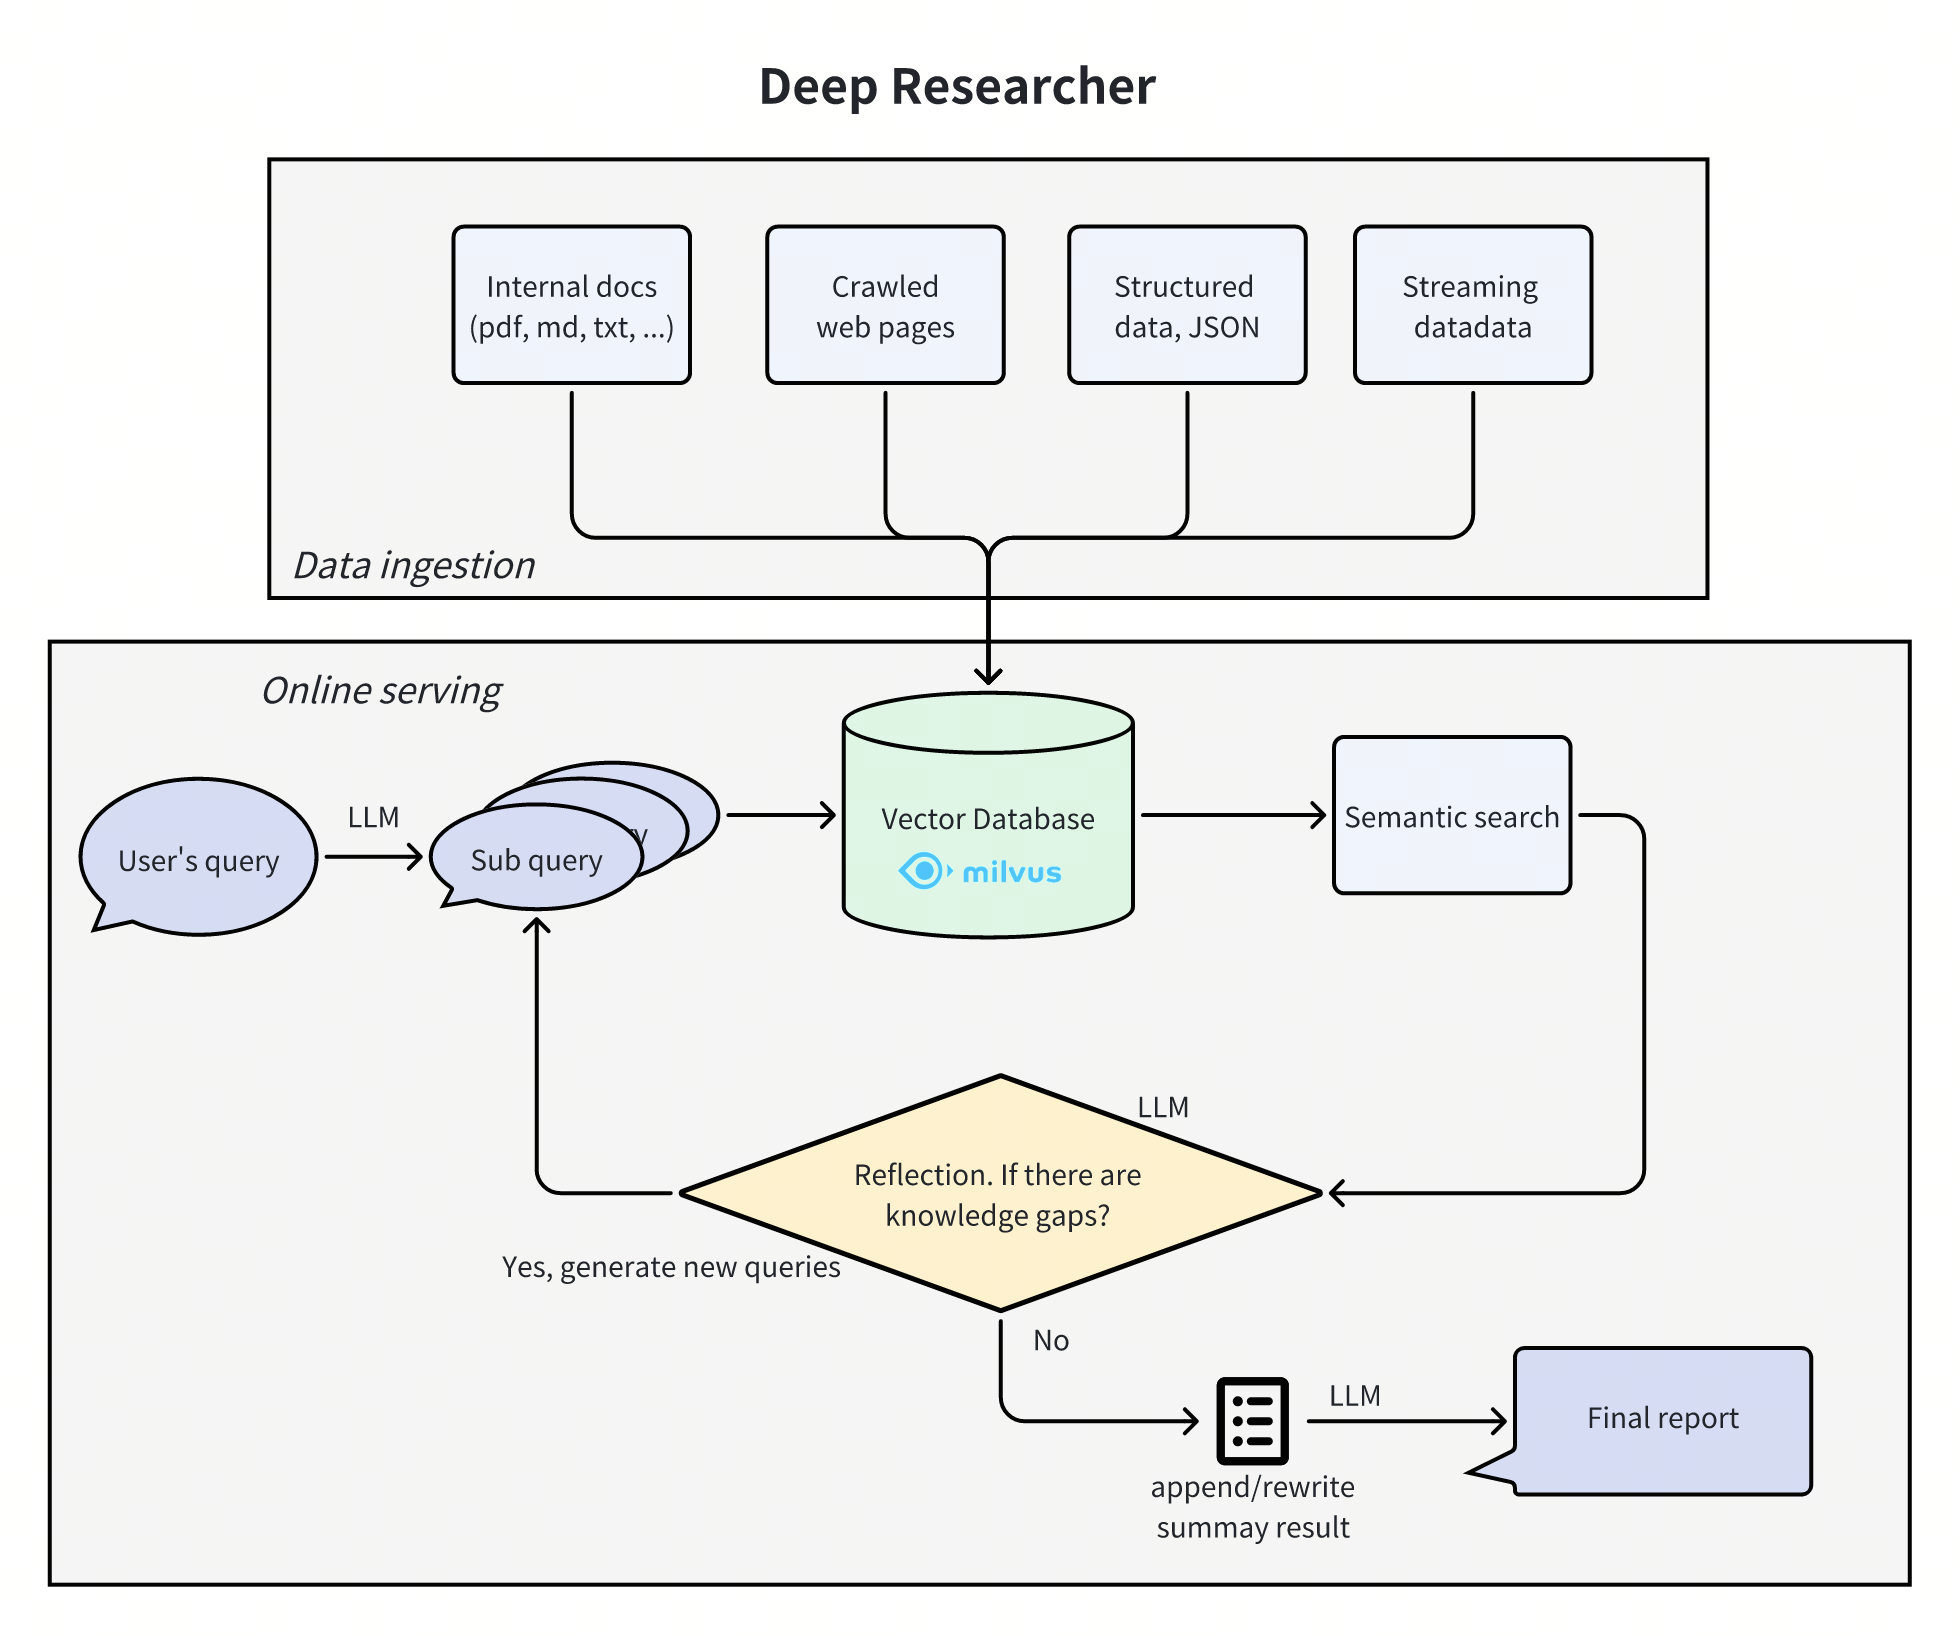 Deep Researcher
Internal docs
(pdf, md, txt, ...)
Crawled
web pages
Structured
data, JSON
Streaming
datadata
Data ingestion
Online serving
User's query
LLM
Sub query
Vector Database
milvus
Semantic search
LLM
Reflection. If there are
knowledge gaps?
Yes, generate new queries
No
append/rewrite
summay result
LLM
Final report